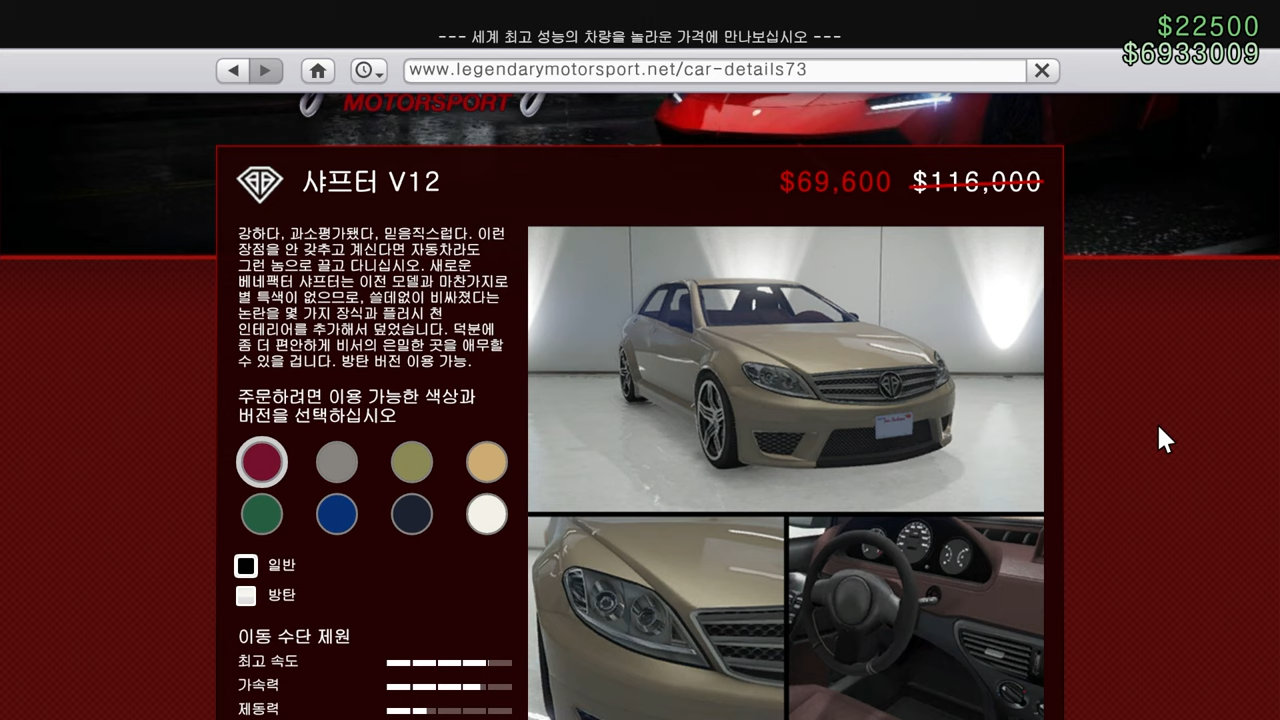 $22500
--- 세계 최고 성능의 차량을 놀라운 가격에 만나보십시오 ---
$6933009
www.legendarymotorsport.net/car-details73
MOTORSPORT
샤프터 V12
$69,600 $116,000
강하다, 과소평가됐다, 믿음직스럽다. 이런
장점을 안 갖추고 계신다면 자동차라도
그런 놈으로 끌고 다니십시오. 새로운
베네팩터 샤프터는 이전 모델과 마찬가지로
별 특색이 없으므로, 쓸데없이 비싸졌다는
논란을 몇 가지 장식과 플러시 천
인테리어를 추가해서 덮었습니다. 덕분에
좀 더 편안하게 비서의 은밀한 곳을 애무할
수 있을 겁니다. 방탄 버전 이용 가능.
주문하려면 이용 가능한 색상과
버전을 선택하십시오
일반
방탄
이동 수단 제원
최고 속도
가속력
제동력